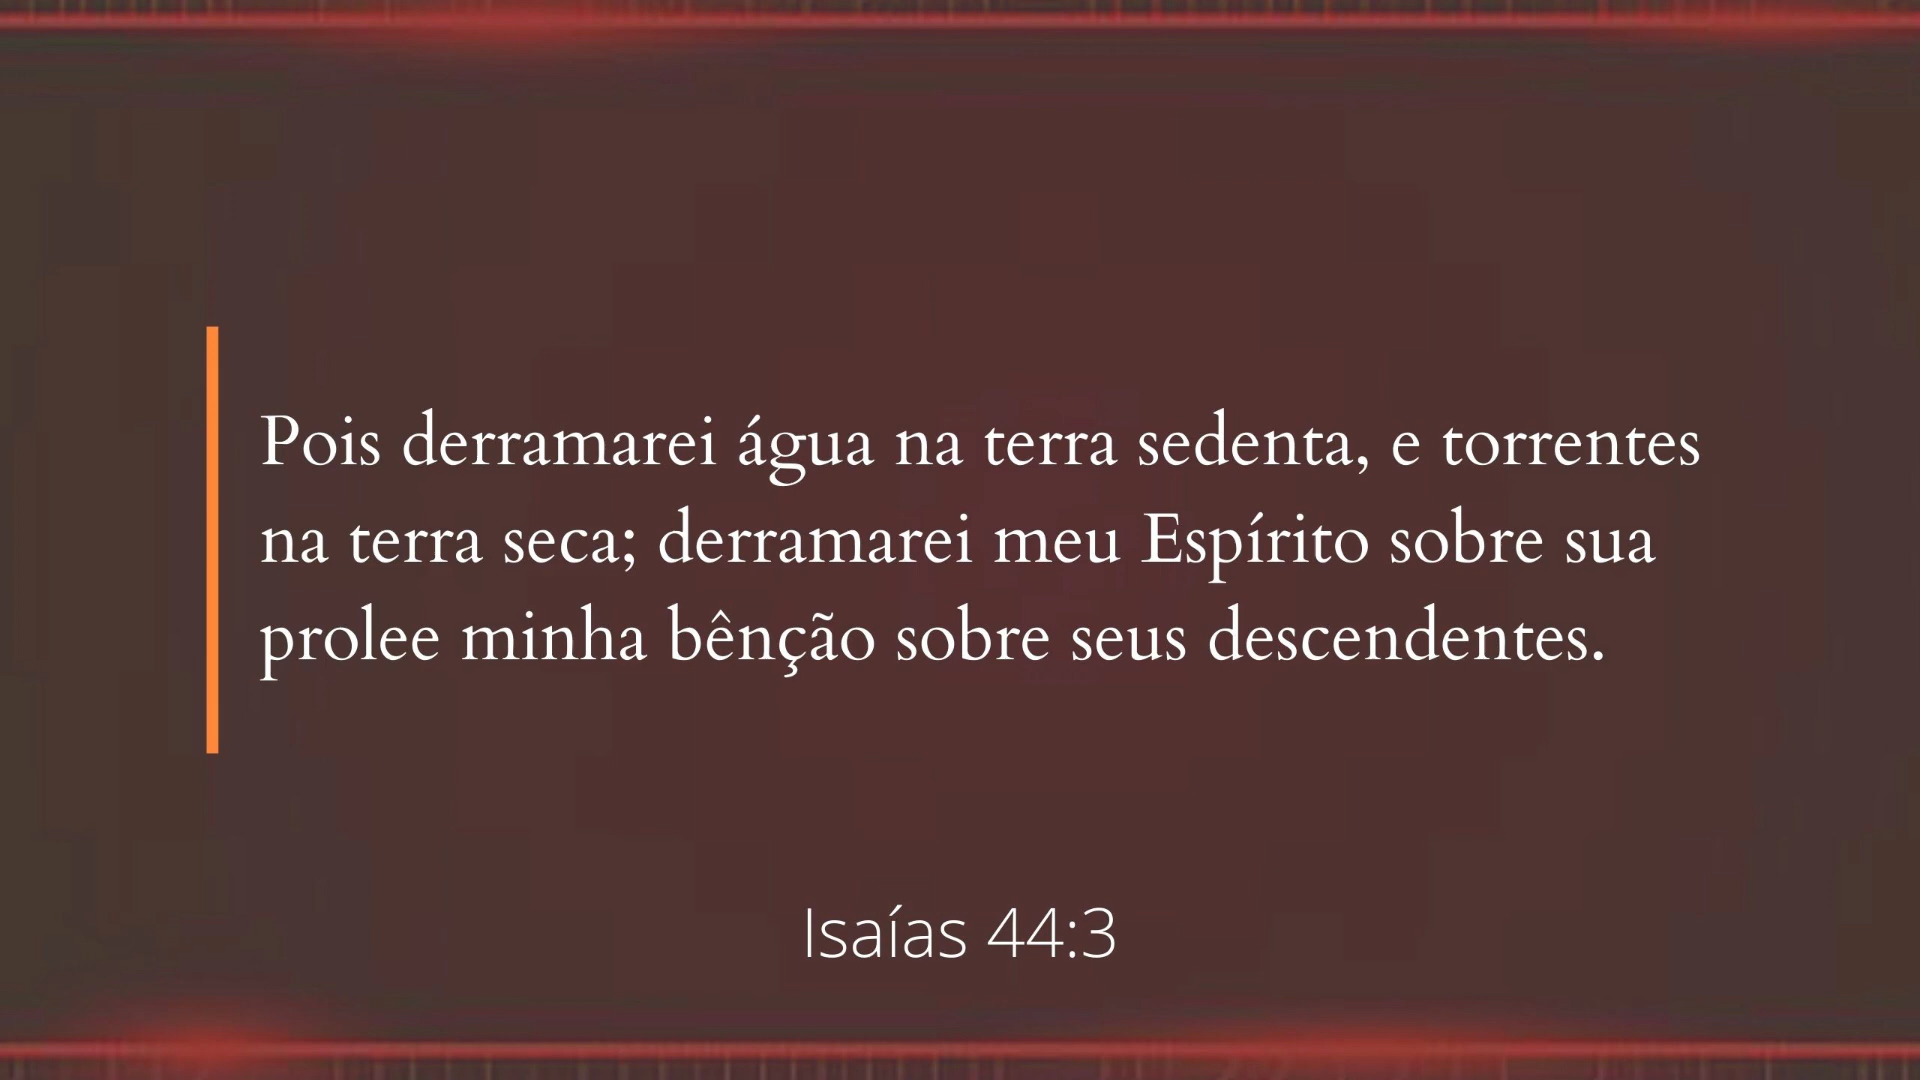 Pois derramarei água na terra sedenta, e torrentes
na terra seca; derramarei meu Espírito sobre sua
prolee minha bênção sobre seus descendentes.
Isaías 44:3